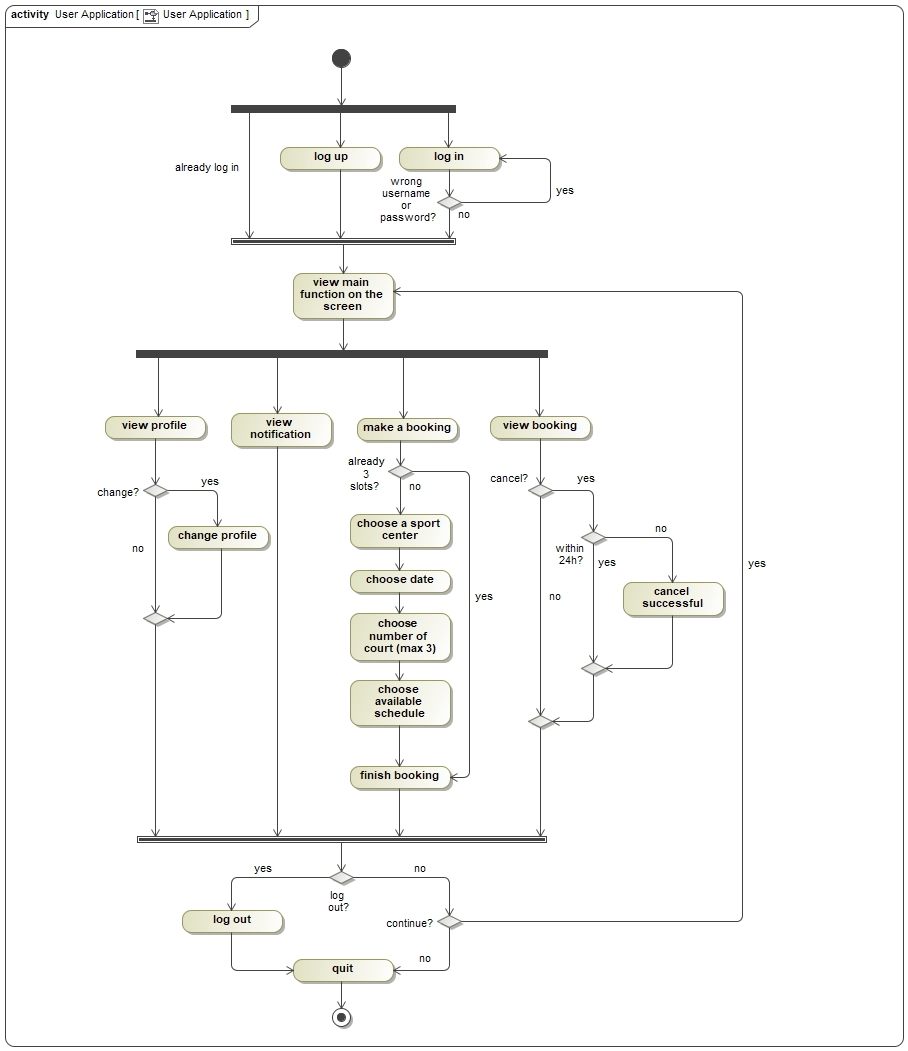 activity User Application [ User Application ]
already log in
log up
log in
wrong
username
or
password?
yes
no
view main
function on the
screen
view profile
view
notification
make a booking
view booking
change?
yes
already
3
slots?
no
cancel?
yes
change profile
no
choose a sport
center
within
24h?
yes
no
yes
choose date
yes
no
cancel
successful
choose
number of
court (max 3)
choose
available
schedule
finish booking
yes
no
log
out?
log out
continue?
no
quit